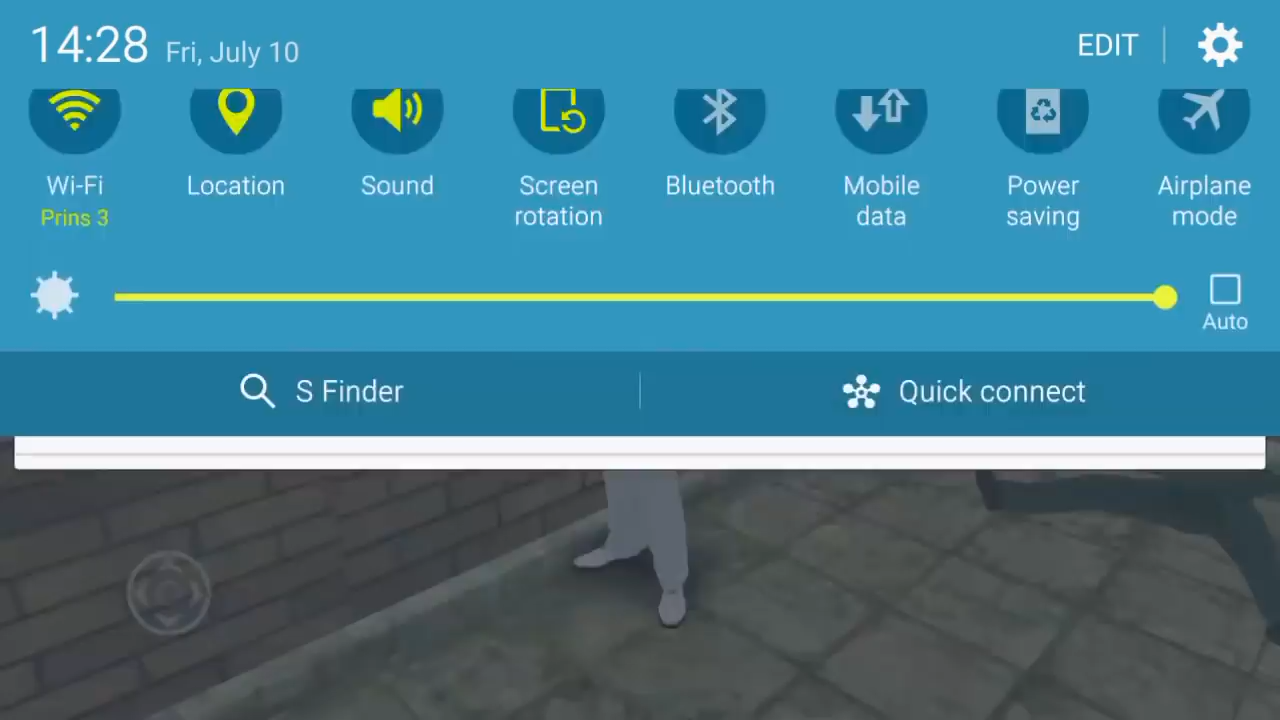 14:28 Fri, July 10 EDIT
Wi-Fi Location Sound Screen rotation Bluetooth Mobile data Power saving Airplane mode
Prins 3
Auto
S Finder Quick connect